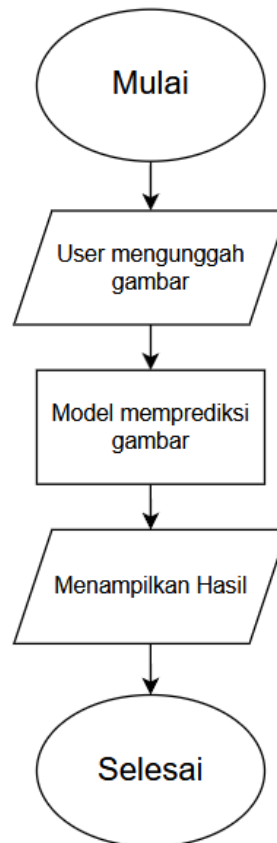 Mulai
User mengunggah
gambar
Model memprediksi
gambar
Menampilkan Hasil
Selesai